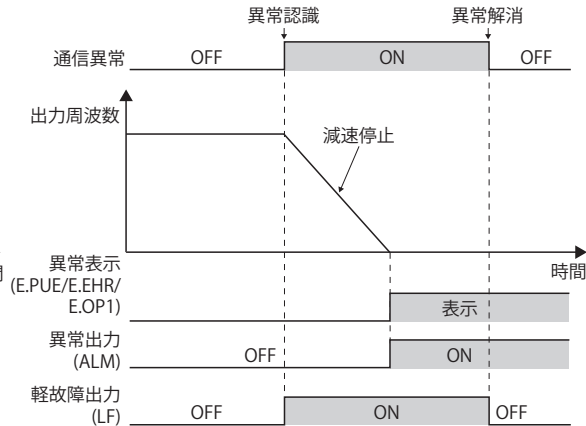 異常認識 異常解消
通信異常 OFF ON OFF
出力周波数
減速停止
時間
異常表示
(E.PUE/E.EHR/
E.OP1)
表示
異常出力
(ALM)
OFF ON
軽故障出力
(LF)
OFF ON OFF